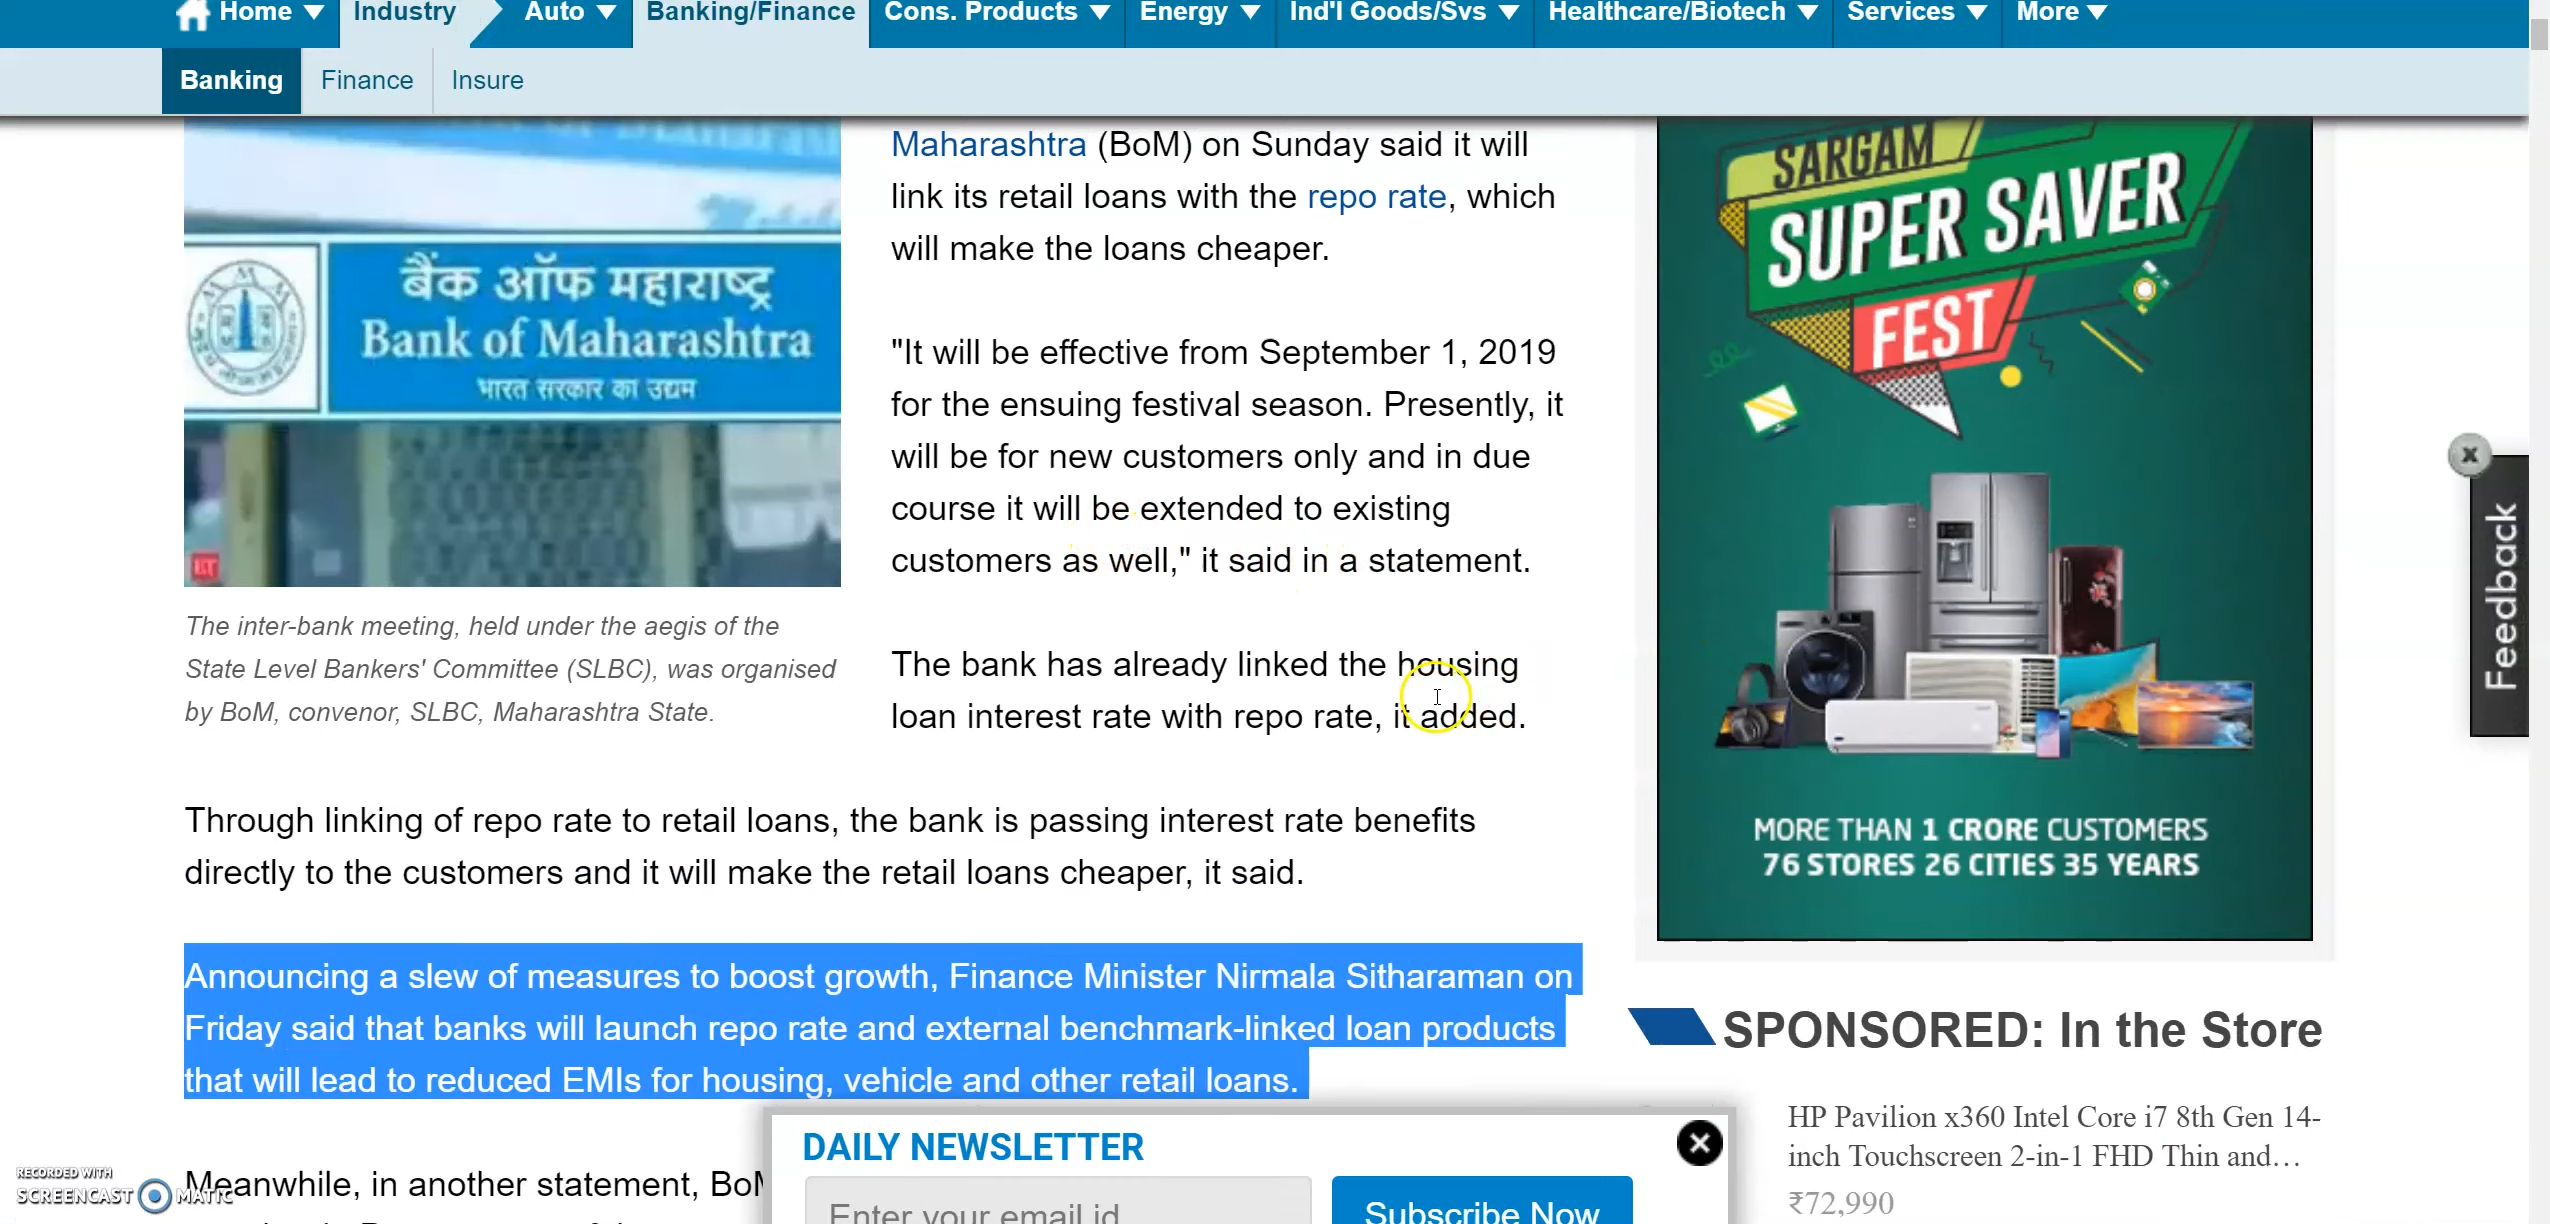 Home
Industry
Auto
Banking/Finance
Cons. Products
Energy
Ind'l Goods/Svs
Healthcare/Biotech
Services
More
Banking
Finance
Insure
बैंक ऑफ महाराष्ट्र
Bank of Maharashtra
भारत सरकार का उद्यम
ET
The inter-bank meeting, held under the aegis of the
State Level Bankers' Committee (SLBC), was organised
by BoM, convenor, SLBC, Maharashtra State.
Maharashtra (BoM) on Sunday said it will
link its retail loans with the repo rate, which
will make the loans cheaper.
"It will be effective from September 1, 2019
for the ensuing festival season. Presently, it
will be for new customers only and in due
course it will be extended to existing
customers as well," it said in a statement.
The bank has already linked the housing
loan interest rate with repo rate, it added.
Through linking of repo rate to retail loans, the bank is passing interest rate benefits
directly to the customers and it will make the retail loans cheaper, it said.
Announcing a slew of measures to boost growth, Finance Minister Nirmala Sitharaman on
Friday said that banks will launch repo rate and external benchmark-linked loan products
that will lead to reduced EMIs for housing, vehicle and other retail loans.
Meanwhile, in another statement,
DAILY NEWSLETTER
Enter your email id
Subscribe Now
SARGAM
SUPER SAVER
FEST
MORE THAN 1 CRORE CUSTOMERS
76 STORES 26 CITIES 35 YEARS
SPONSORED: In the Store
HP Pavilion x360 Intel Core i7 8th Gen 14-
inch Touchscreen 2-in-1 FHD Thin and...
₹72,990
Feedback
RECORDED WITH
SCREENCAST MATIC